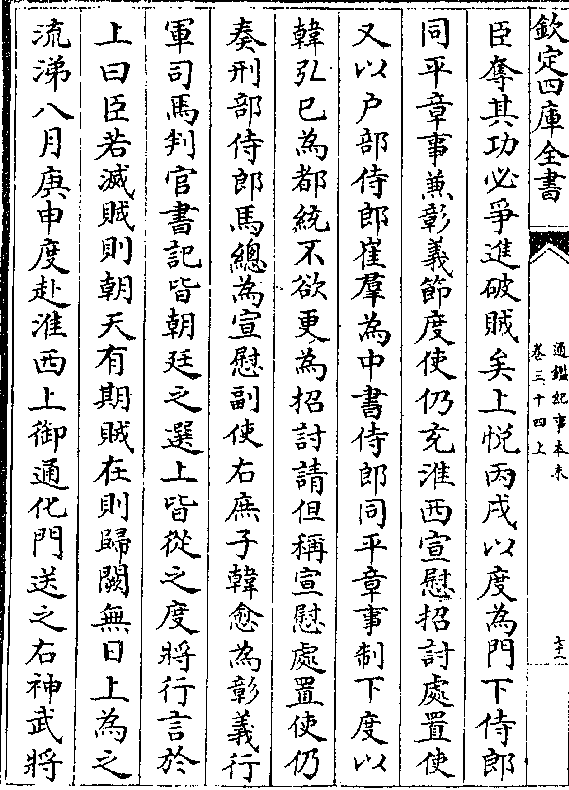 欽定四庫全書
通鑑紀事本末
卷三十四上
臣奪其功必爭進破賊矣上悅丙戌以度為門下侍郎
同平章事兼彰義節度使仍充淮西宣慰招討處置使
又以户部侍郎崔羣為中書侍郎同平章事制下度以
韓弘已為都統不欲更為招討請但稱宣慰處置使仍
奏刑部侍郎馬總為宣慰副使右庶子韓愈為彰義行
軍司馬判官書記皆朝廷之選上皆從之度將行言於
上曰臣若滅賊則朝天有期賊在則歸闕無日上為之
流涕八月庚申度赴淮西上御通化門送之右神武將